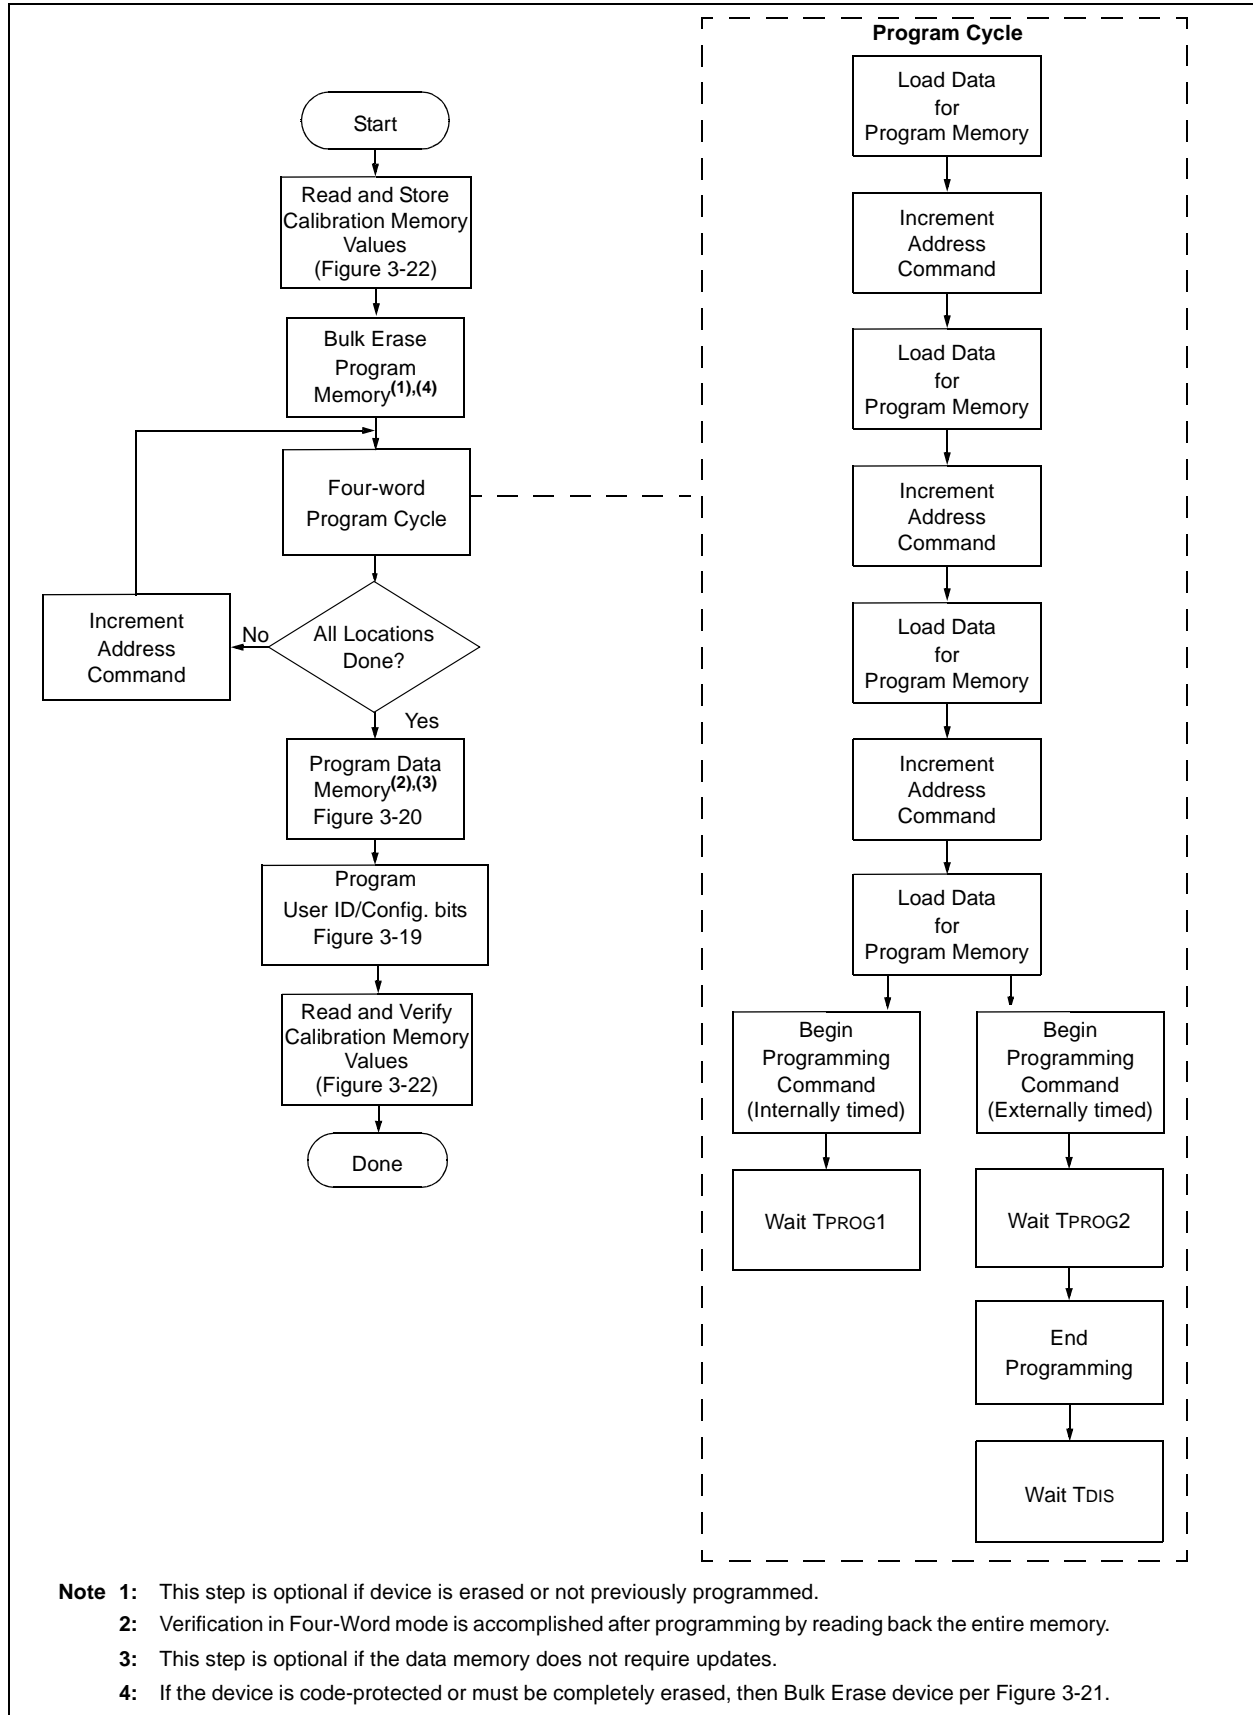 Start
Read and Store
Calibration Memory
Values
(Figure 3-22)
Bulk Erase
Program
Memory(1),(4)
Four-word
Program Cycle
All Locations
Done?
No
Increment
Address
Command
Yes
Program Data
Memory(2),(3)
Figure 3-20
Program
User ID/Config. bits
Figure 3-19
Read and Verify
Calibration Memory
Values
(Figure 3-22)
Done
Program Cycle
Load Data
for
Program Memory
Increment
Address
Command
Load Data
for
Program Memory
Increment
Address
Command
Load Data
for
Program Memory
Increment
Address
Command
Load Data
for
Program Memory
Begin
Programming
Command
(Internally timed)
Wait TPROG1
Begin
Programming
Command
(Externally timed)
Wait TPROG2
End
Programming
Wait TDIS
Note 1: This step is optional if device is erased or not previously programmed.
2: Verification in Four-Word mode is accomplished after programming by reading back the entire memory.
3: This step is optional if the data memory does not require updates.
4: If the device is code-protected or must be completely erased, then Bulk Erase device per Figure 3-21.